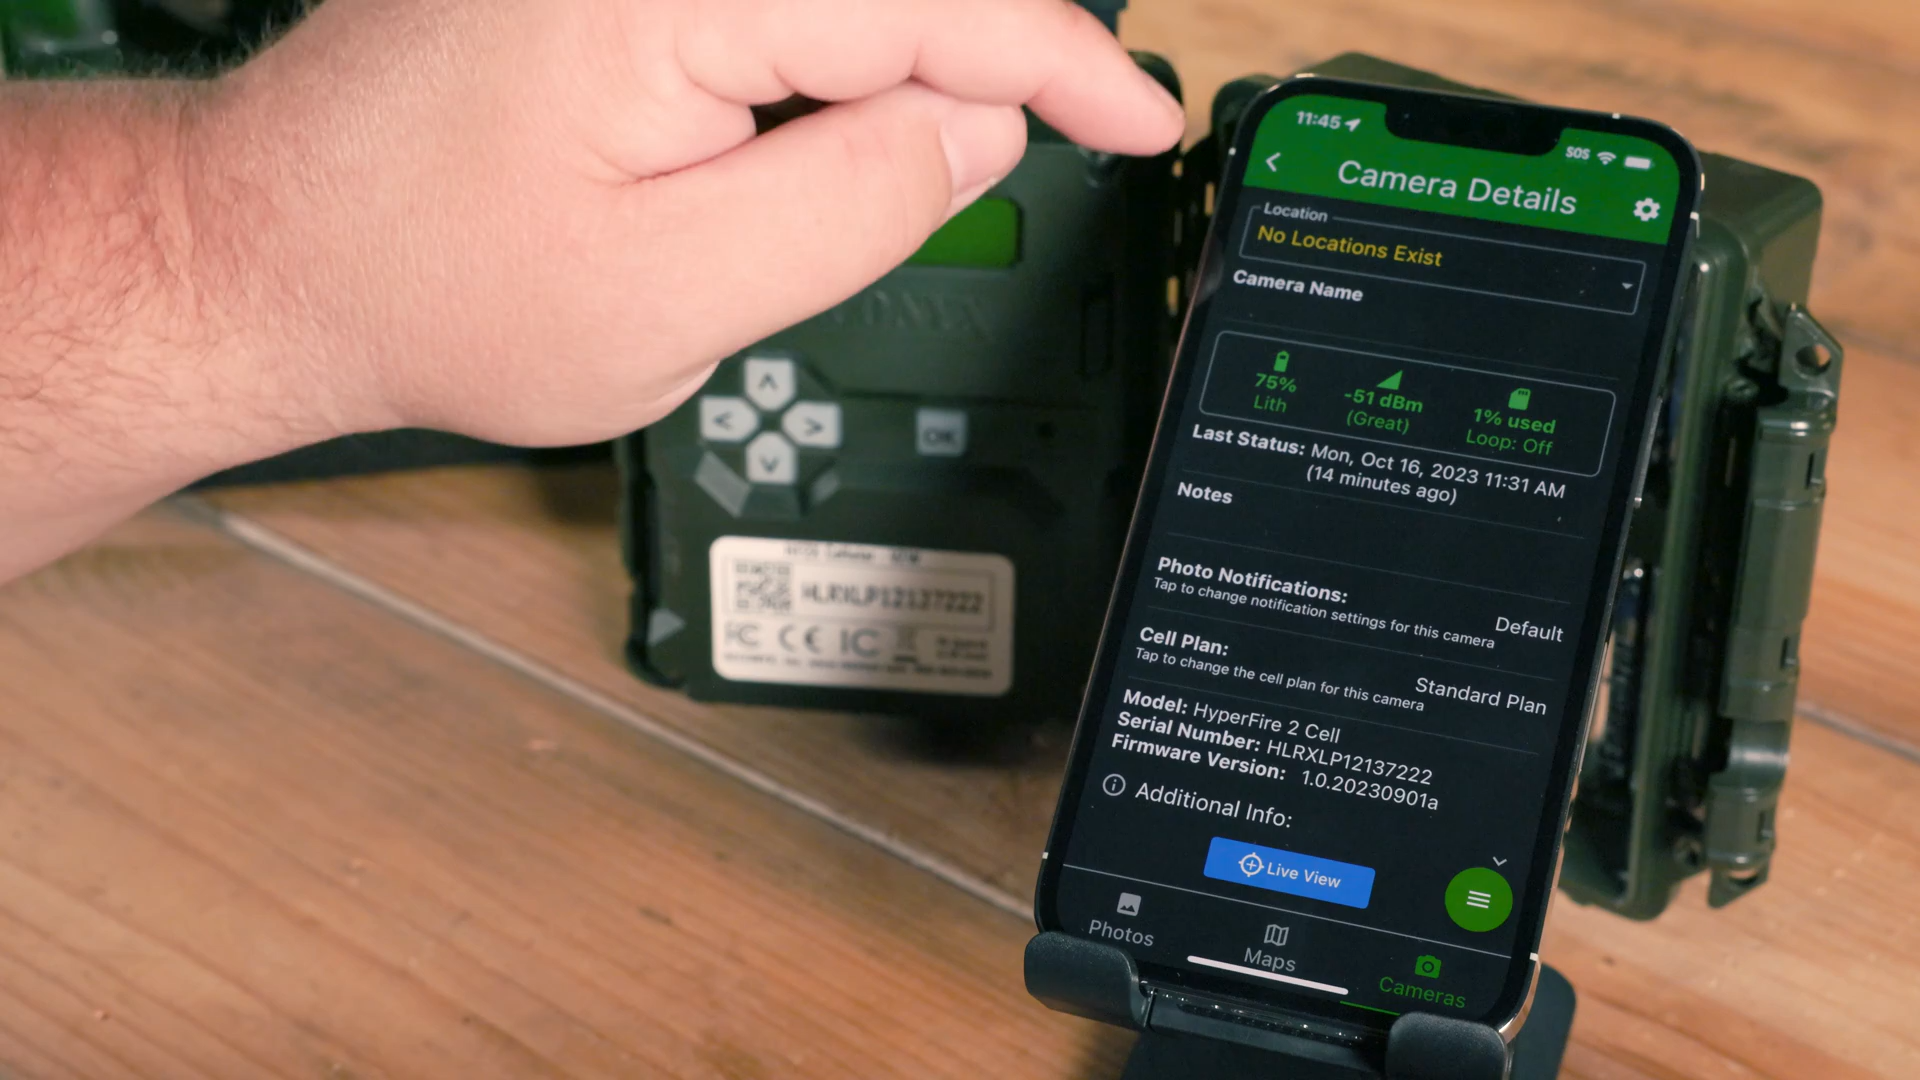 11:45
SOS
Camera Details
Location
No Locations Exist
Camera Name
75%
Lith
-51 dBm
(Great)
1% used
Loop: Off
Last Status: Mon, Oct 16, 2023 11:31 AM
(14 minutes ago)
Notes
Photo Notifications:
Tap to change notification settings for this camera
Default
Cell Plan:
Tap to change the cell plan for this camera
Standard Plan
Model: HyperFire 2 Cell
Serial Number: HLRXLP12137222
Firmware Version: 1.0.20230901a
Additional Info:
Live View
Photos
Maps
Cameras
OK
HLRXLP12137222
FC CE IC